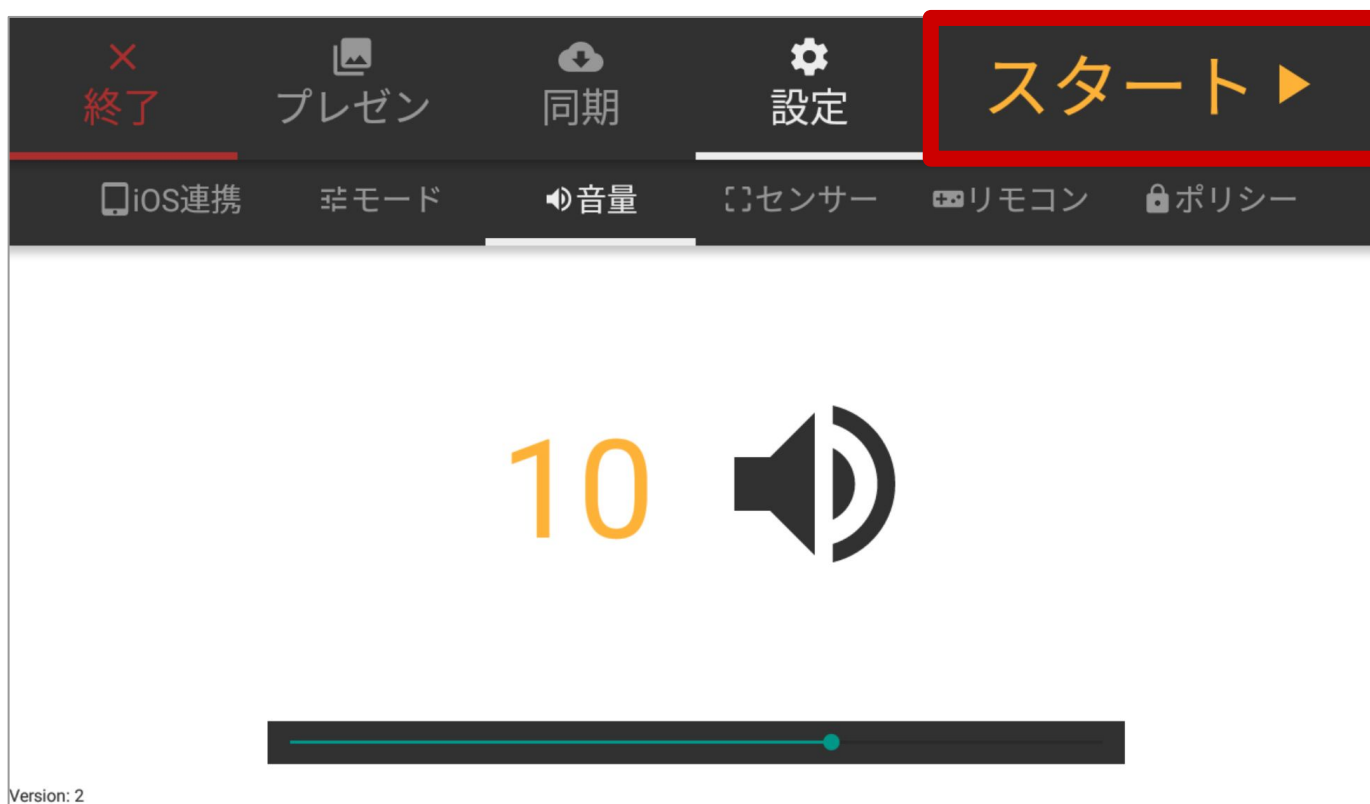 終了 プレゼン 同期 設定 スタート
iOS連携 モード 音量 センサー リモコン ポリシー
10
Version: 2